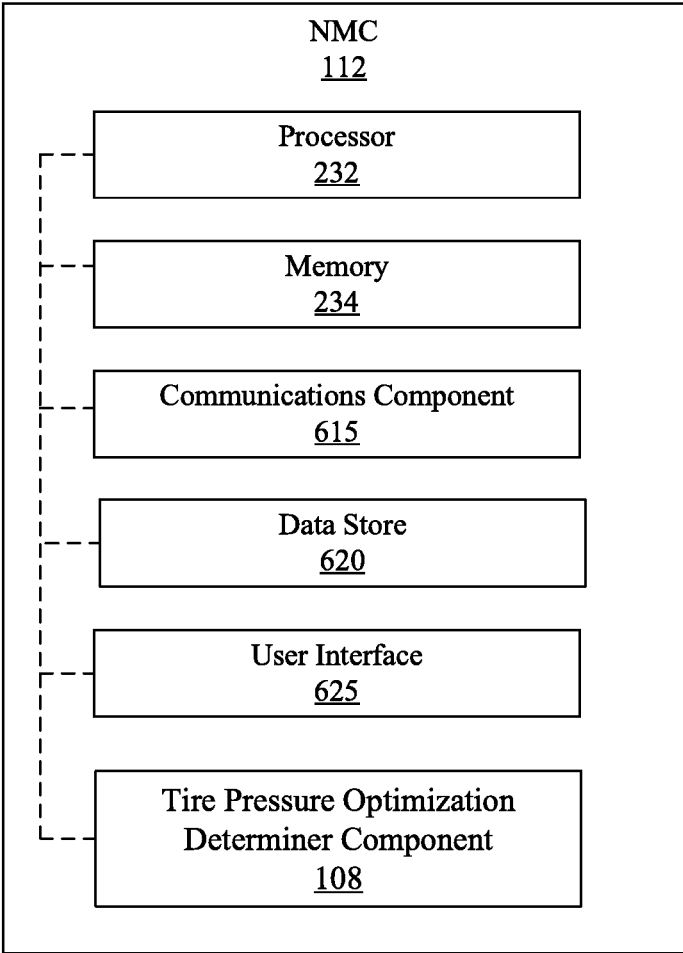 NMC
112
Processor
232
Memory
234
Communications Component
615
Data Store
620
User Interface
625
Tire Pressure Optimization
Determiner Component
108